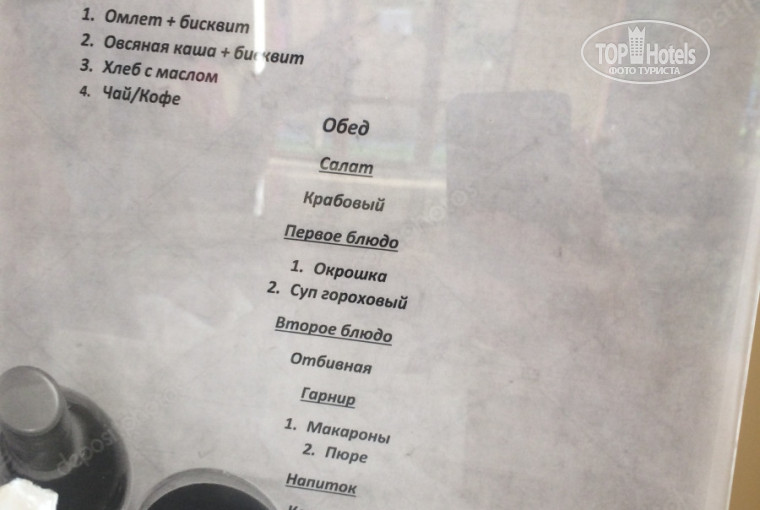 1. Омлет + бисквит
2. Овсяная каша + бисквит
3. Хлеб с маслом
4. Чай/Кофе
Обед
Салат
Крабовый
Первое блюдо
1. Окрошка
2. Суп гороховый
Второе блюдо
Отбивная
Гарнир
1. Макароны
2. Пюре
Напиток
TOP Hotels
ФОТО ТУРИСТА